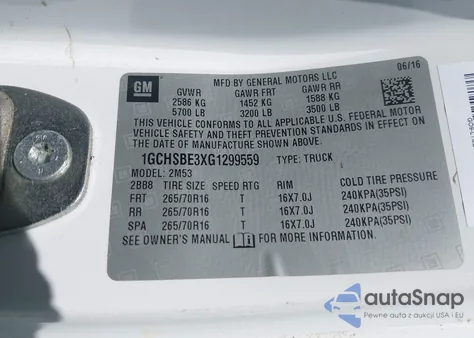 GM
MFD BY GENERAL MOTORS LLC
06/16
GVWR GAWR FRT GAWR RR
2586 KG 1452 KG 1588 KG
5700 LB 3200 LB 3500 LB
THIS VEHICLE CONFORMS TO ALL APPLICABLE U.S. FEDERAL MOTOR
VEHICLE SAFETY AND THEFT PREVENTION STANDARDS IN EFFECT ON
THE DATE OF MANUFACTURE SHOWN ABOVE.
1GCHSBE3XG1299559 TYPE: TRUCK
MODEL: 2M53
2BB8 TIRE SIZE SPEED RTG RIM COLD TIRE PRESSURE
FRT 265/70R16 T 16X7.0J 240KPA(35PSI)
RR 265/70R16 T 16X7.0J 240KPA(35PSI)
SPA 265/70R16 T 16X7.0J 240KPA(35PSI)
SEE OWNER'S MANUAL FOR MORE INFORMATION
autoSnap
Pewne auta z USA i EU